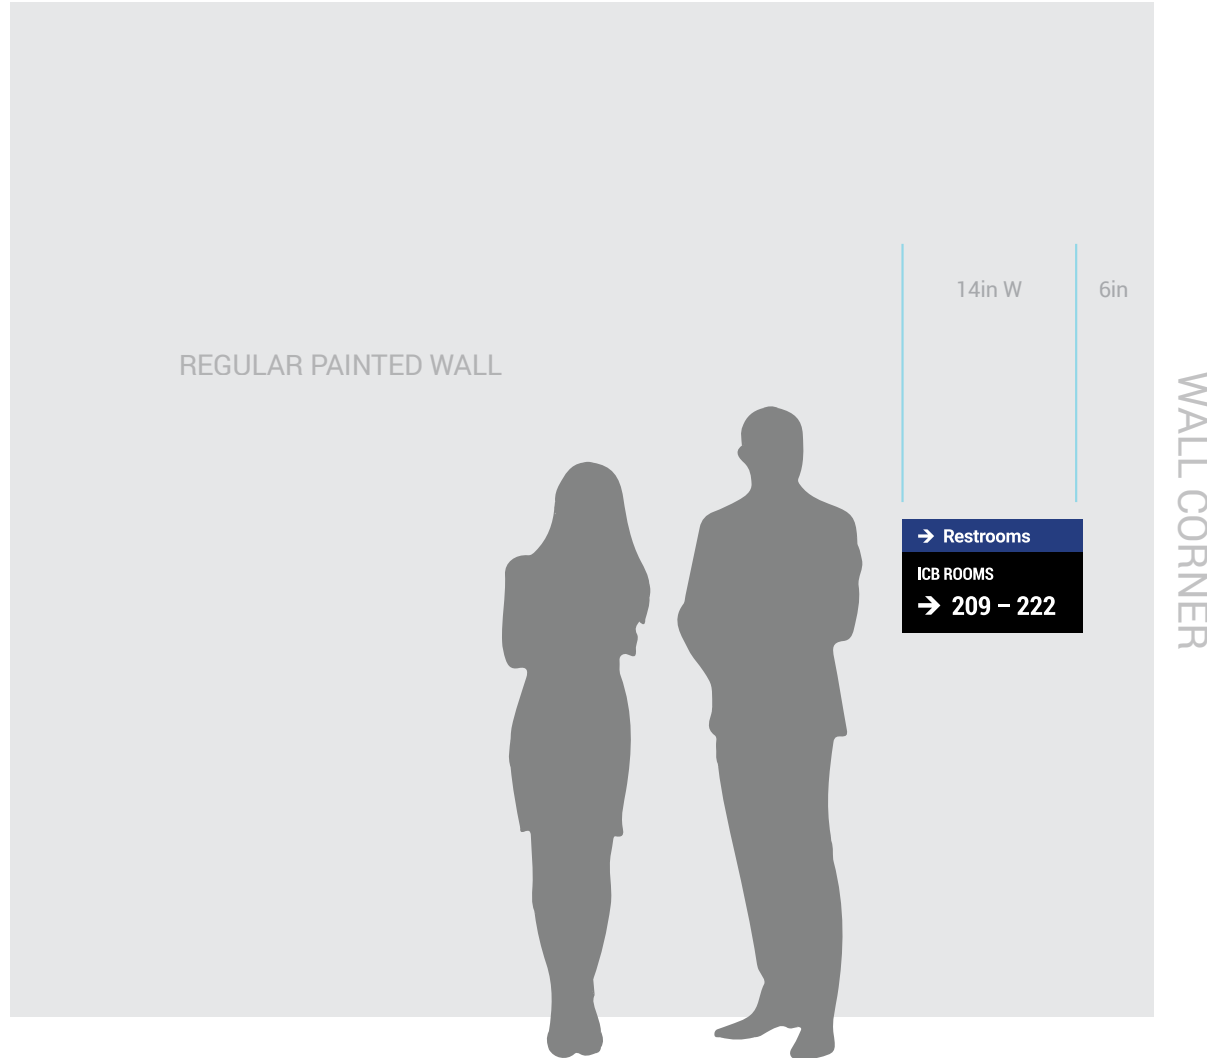 14in W
6in
REGULAR PAINTED WALL
WALL CORNER
→ Restrooms
ICB ROOMS
→ 209 – 222